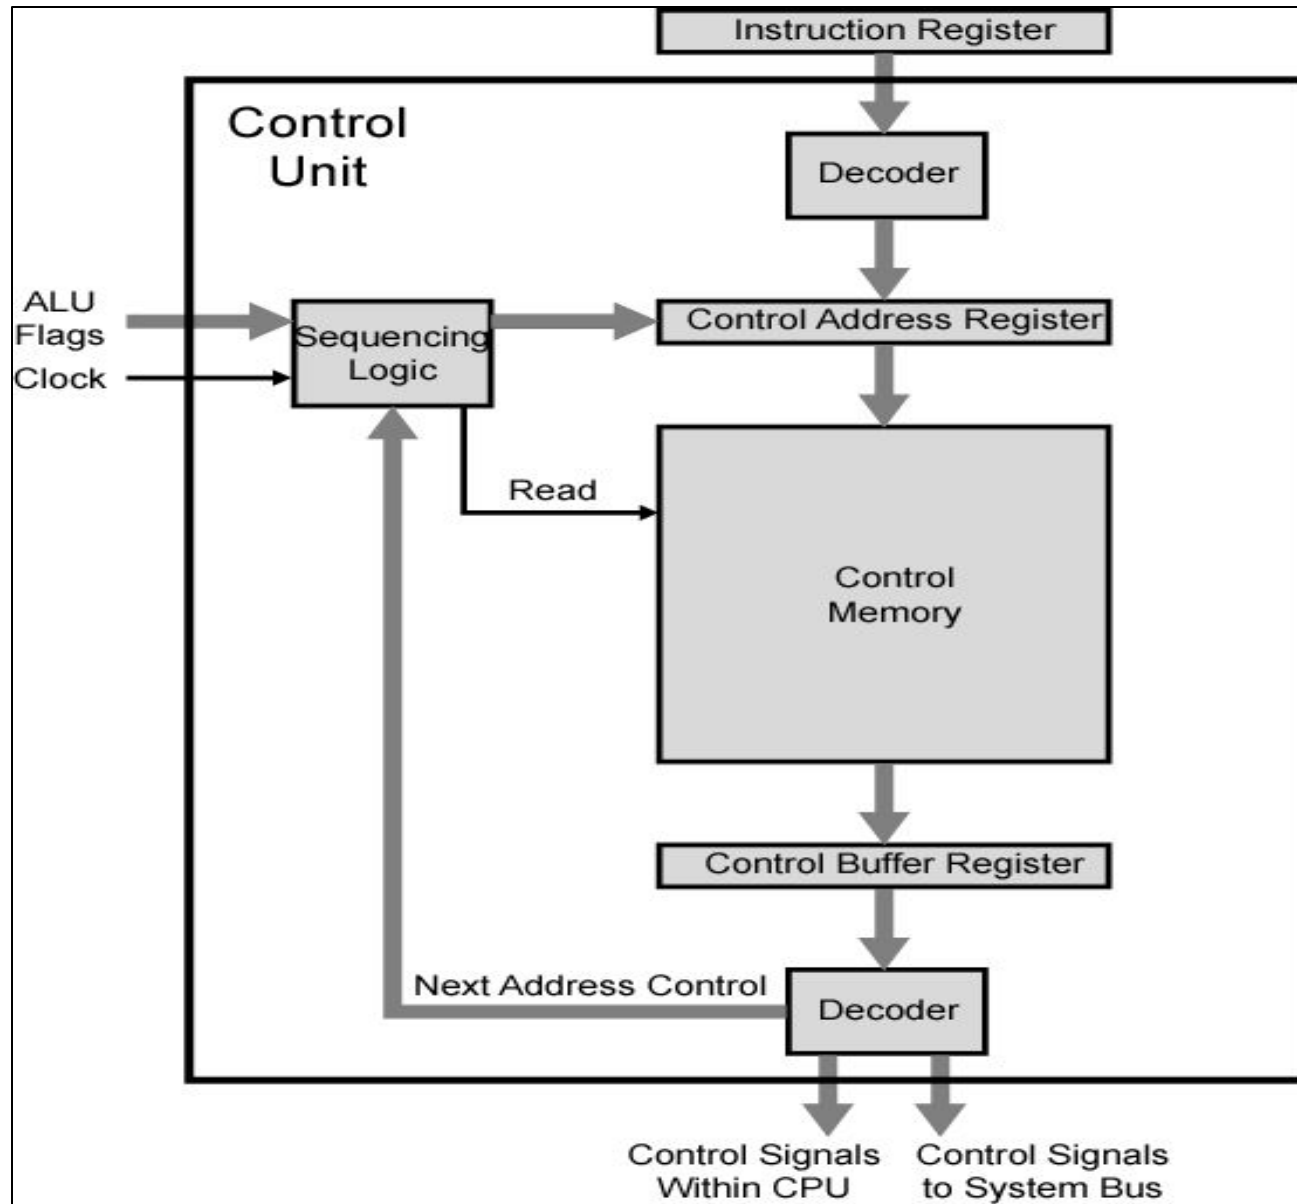 Instruction Register
Control
Unit
Decoder
ALU
Flags
Clock
Sequencing
Logic
Control Address Register
Read
Control
Memory
Control Buffer Register
Next Address Control
Decoder
Control Signals
Within CPU
Control Signals
to System Bus